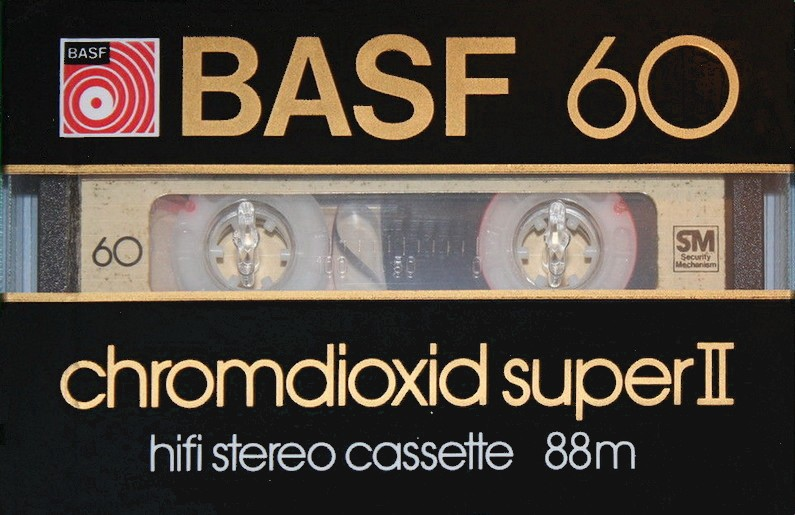 BASF
BASF 60
60
SM
Security
Mechanism
chromdioxid super II
hifi stereo cassette 88m